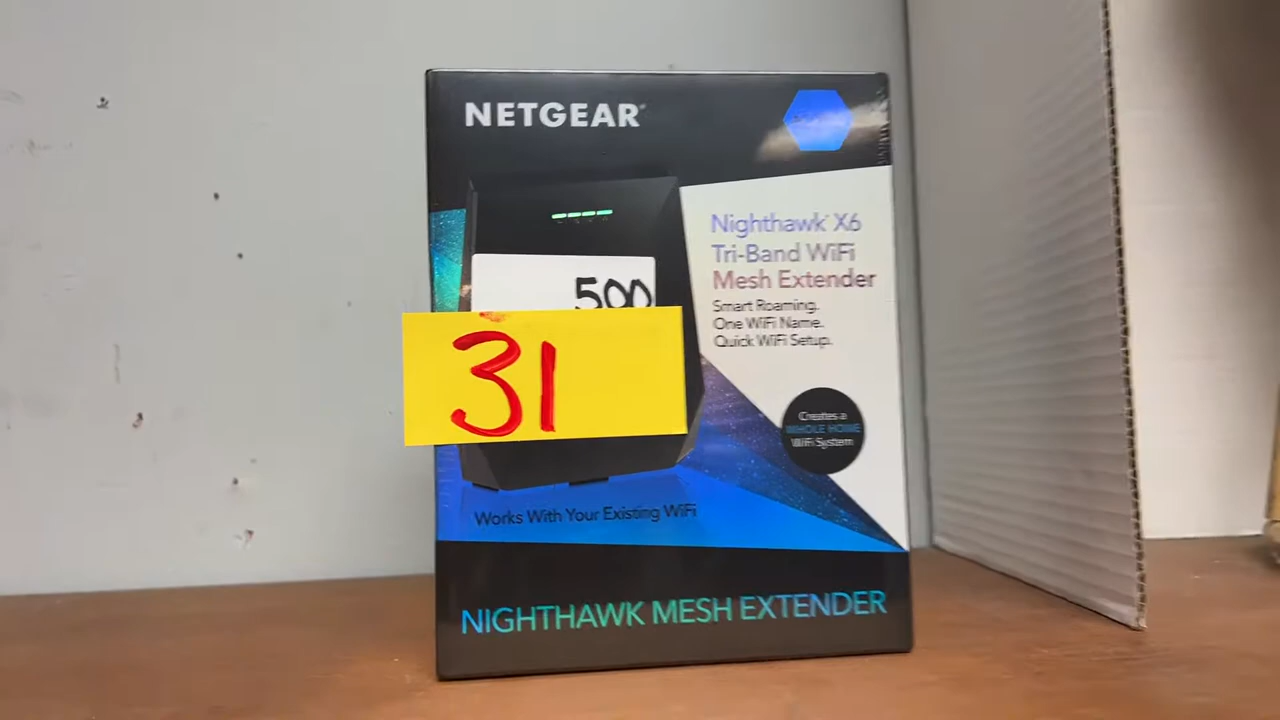 NETGEAR
Nighthawk X6
Tri-Band WiFi
Mesh Extender
Smart Roaming.
One WiFi Name.
Quick WiFi Setup.
500
31
Creates a
WHOLE HOME
WiFi System
Works With Your Existing WiFi
NIGHTHAWK MESH EXTENDER